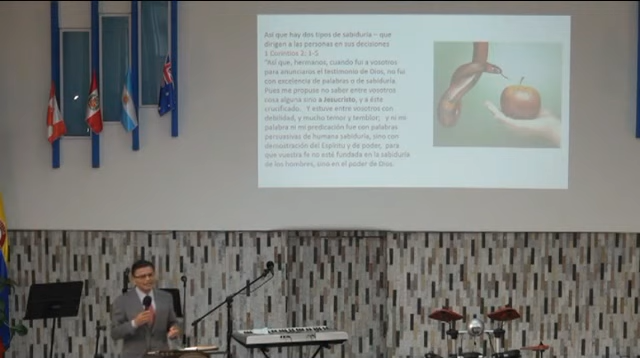 Así que hay dos tipos de sabiduría – que
dirigen a las personas en sus decisiones
1 Corintios 2: 1-5
"Así que, hermanos, cuando fui a vosotros
para anunciaros el testimonio de Dios, no fui
con excelencia de palabras o de sabiduría.
Pues me propuse no saber entre vosotros
cosa alguna sino a Jesucristo, y a éste
crucificado. Y estuve entre vosotros con
debilidad, y mucho temor y temblor; y ni mi
palabra ni mi predicación fue con palabras
persuasivas de humana sabiduría, sino con
demostración del Espíritu y de poder, para
que vuestra fe no esté fundada en la sabiduría
de los hombres, sino en el poder de Dios.